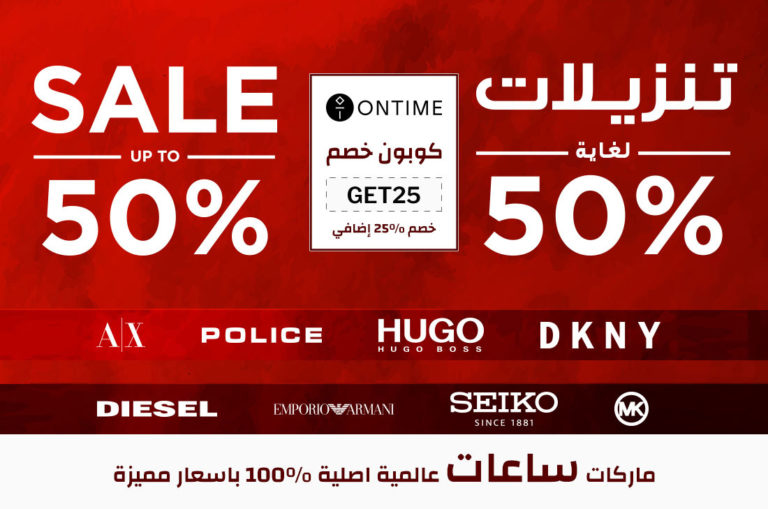 SALE
UP TO
50%
ONTIME
كوبون خصم
GET25
خصم 25% إضافي
تنزيلات
لغاية
50%
A|X
POLICE
HUGO
HUGO BOSS
DKNY
DIESEL
EMPORIO ARMANI
SEIKO
SINCE 1881
MK
ماركات ساعات عالمية اصلية 100% باسعار مميزة